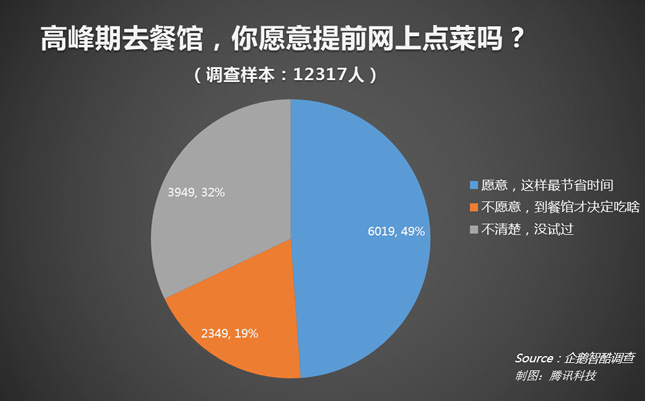 高峰期去餐馆，你愿意提前网上点菜吗？
（调查样本：12317人）
3949, 32%
6019, 49%
2349, 19%
愿意，这样最节省时间
不愿意，到餐馆才决定吃啥
不清楚，没试过
Source：企鹅智酷调查
制图：腾讯科技